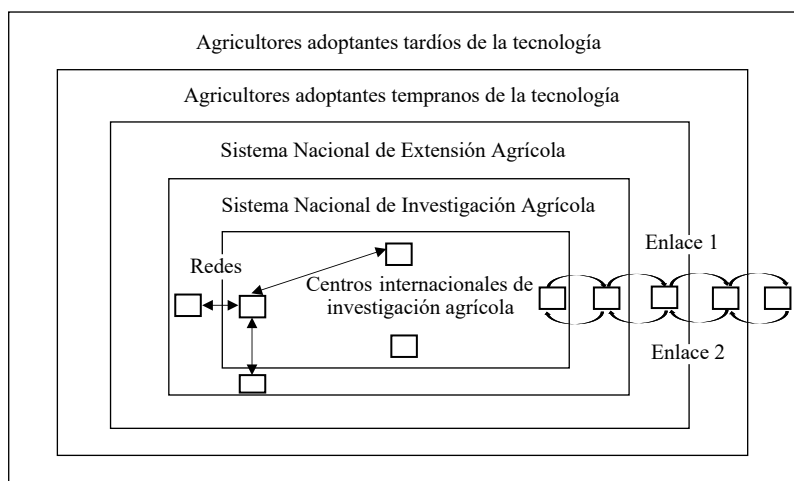 Agricultores adoptantes tardíos de la tecnología
Agricultores adoptantes tempranos de la tecnología
Sistema Nacional de Extensión Agrícola
Sistema Nacional de Investigación Agrícola
Enlace 1
Redes
Centros internacionales de
investigación agrícola
Enlace 2